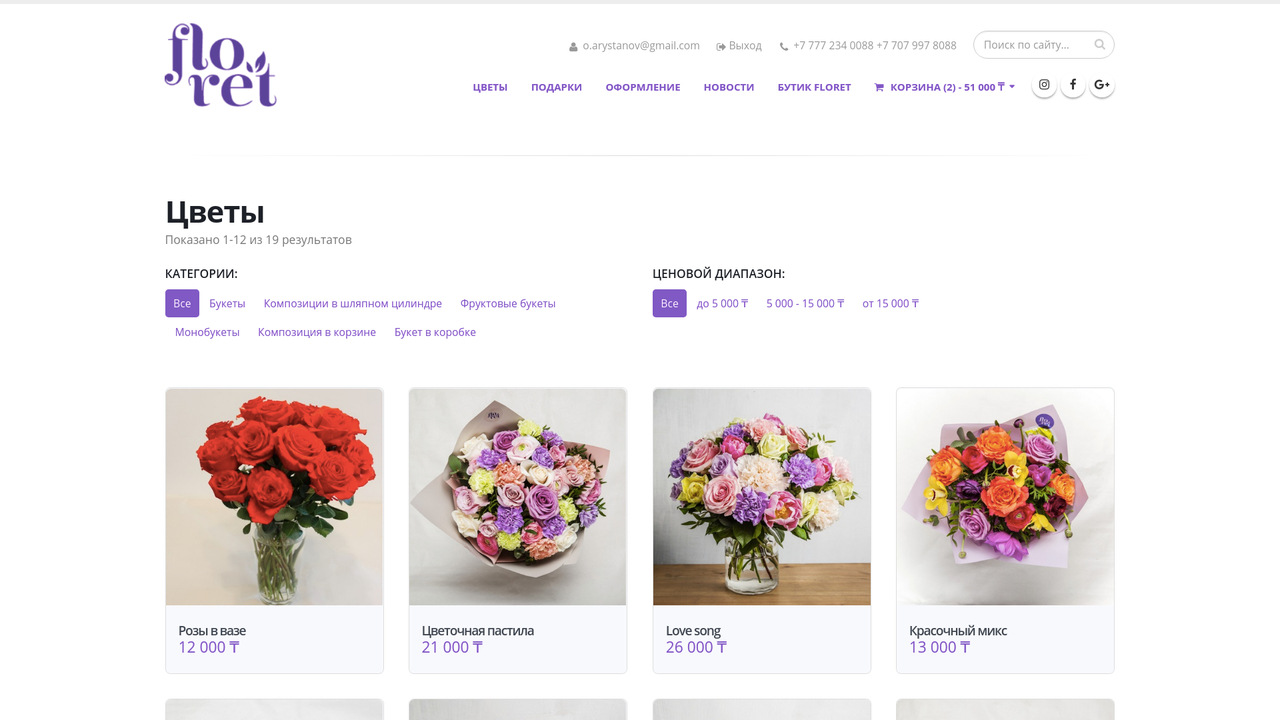 flo
ret
o.arystanov@gmail.com Выход +7 777 234 0088 +7 707 997 8088 Поиск по сайту...
ЦВЕТЫ ПОДАРКИ ОФОРМЛЕНИЕ НОВОСТИ БУТИК FLORET КОРЗИНА (2) - 51 000 ₸
Цветы
Показано 1-12 из 19 результатов
КАТЕГОРИИ:
Все Букеты Композиции в шляпном цилиндре Фруктовые букеты
Монобукеты Композиция в корзине Букет в коробке
ЦЕНОВОЙ ДИАПАЗОН:
Все до 5 000 ₸ 5 000 - 15 000 ₸ от 15 000 ₸
Розы в вазе
12 000 ₸
Цветочная пастила
21 000 ₸
Love song
26 000 ₸
Красочный микс
13 000 ₸